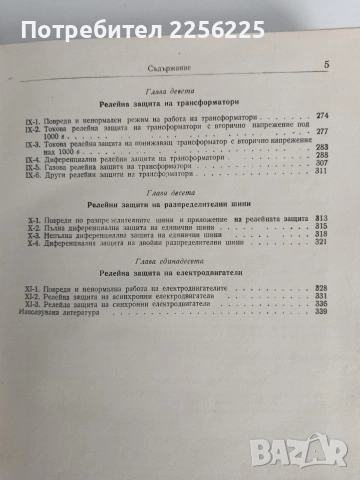 Потребител 2256225
Съдържание 5
Глава девета
Релейна защита на трансформатори
IX-1. Повреди и ненормален режим на работа на трансформатори 274
IX-2. Токова релейна защита на трансформатори с вторично напрежение под
1000 в 277
IX-3. Токова релейна защита на понижаващ трансформатор с вторично напрежение
над 1000 в 283
IX-4. Диференциални релейни защити на трансформатори 288
IX-5. Газова релейна защита на трансформатори 307
IX-6. Други релейни защити на трансформатори 311
Глава десета
Релейни защити на разпределителни шини
X-1. Повреди по разпределителните шини и приложение на релейната защита 313
X-2. Пълна диференциална защита на единични шини 315
X-3. Непълна диференциална защита на единични шини 318
X-4. Диференциална защита на двойни разпределителни шини 321
Глава единадесета
Релейна защита на електродвигатели
XI-1. Повреди и ненормална работа на електродвигателите 328
XI-2. Релейна защита на асинхронни електродвигатели 331
XI-3. Релейна защита на синхронни електродвигатели 336
Използувана литература 339
bazar